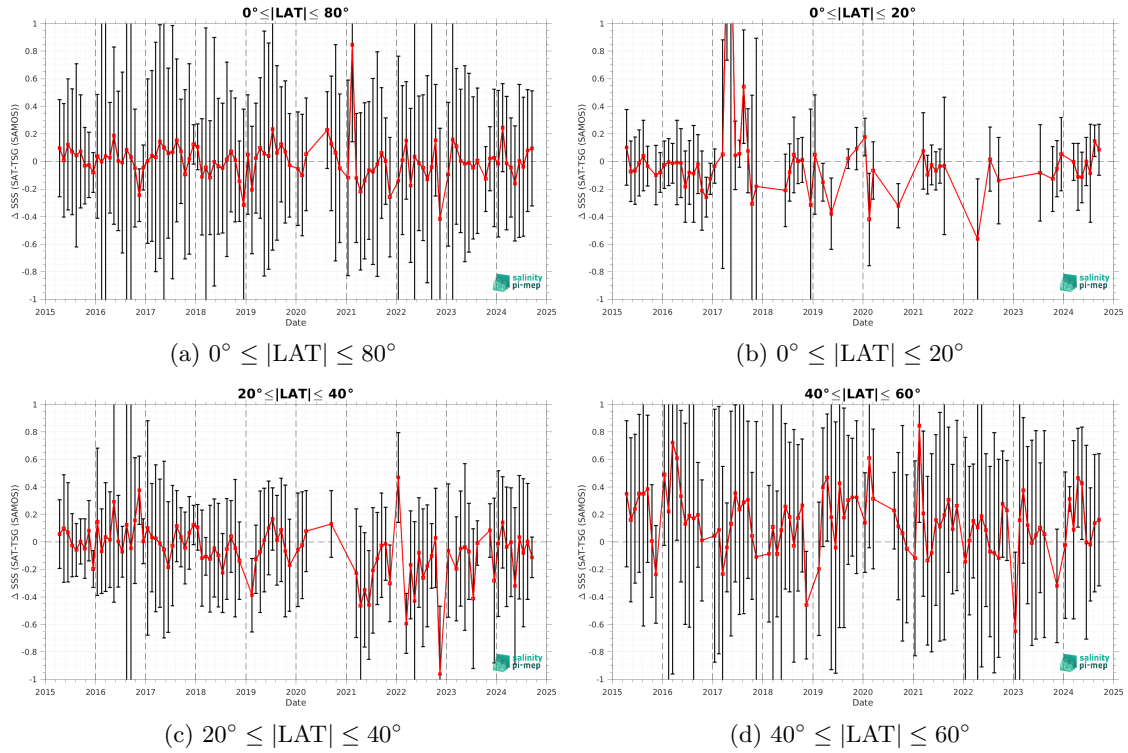 0°≤|LAT|≤ 80°
1
0.8
0.6
0.4
0.2
0
-0.2
-0.4
-0.6
-0.8
-1
Δ SSS (SAT-TSG (SAMOS))
2015 2016 2017 2018 2019 2020 2021 2022 2023 2024 2025
Date
salinity
pi-mep
(a) 0° ≤ |LAT| ≤ 80°
0°≤|LAT|≤ 20°
1
0.8
0.6
0.4
0.2
0
-0.2
-0.4
-0.6
-0.8
-1
Δ SSS (SAT-TSG (SAMOS))
2015 2016 2017 2018 2019 2020 2021 2022 2023 2024 2025
Date
salinity
pi-mep
(b) 0° ≤ |LAT| ≤ 20°
20°≤|LAT|≤ 40°
1
0.8
0.6
0.4
0.2
0
-0.2
-0.4
-0.6
-0.8
-1
Δ SSS (SAT-TSG (SAMOS))
2015 2016 2017 2018 2019 2020 2021 2022 2023 2024 2025
Date
salinity
pi-mep
(c) 20° ≤ |LAT| ≤ 40°
40°≤|LAT|≤ 60°
1
0.8
0.6
0.4
0.2
0
-0.2
-0.4
-0.6
-0.8
-1
Δ SSS (SAT-TSG (SAMOS))
2015 2016 2017 2018 2019 2020 2021 2022 2023 2024 2025
Date
salinity
pi-mep
(d) 40° ≤ |LAT| ≤ 60°